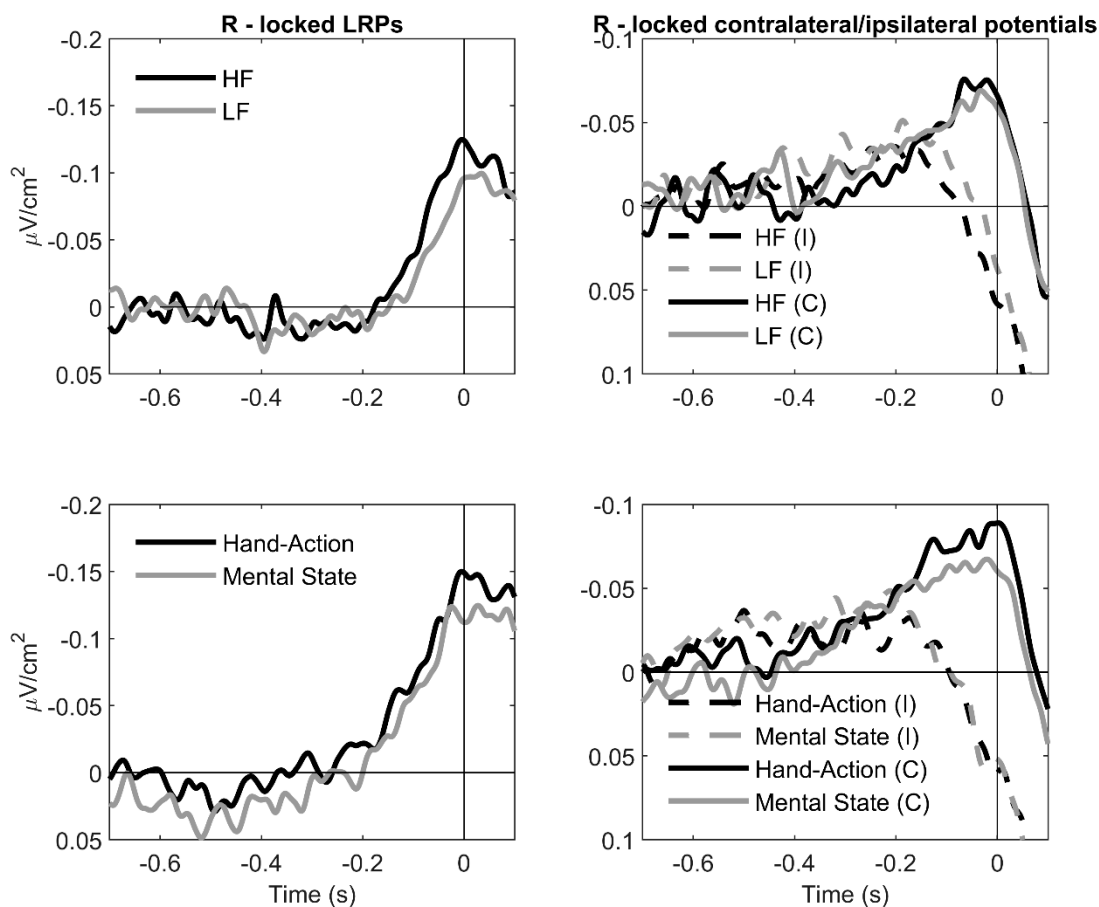 R - locked LRPs
R - locked contralateral/ipsilateral potentials
-0.2
-0.15
-0.1
-0.05
0
0.05
μV/cm²
HF
LF
-0.6
-0.4
-0.2
0
-0.1
-0.05
0
0.05
0.1
HF (I)
LF (I)
HF (C)
LF (C)
-0.6
-0.4
-0.2
0
-0.2
-0.15
-0.1
-0.05
0
0.05
μV/cm²
Hand-Action
Mental State
-0.6
-0.4
-0.2
0
Time (s)
-0.1
-0.05
0
0.05
0.1
Hand-Action (I)
Mental State (I)
Hand-Action (C)
Mental State (C)
-0.6
-0.4
-0.2
0
Time (s)